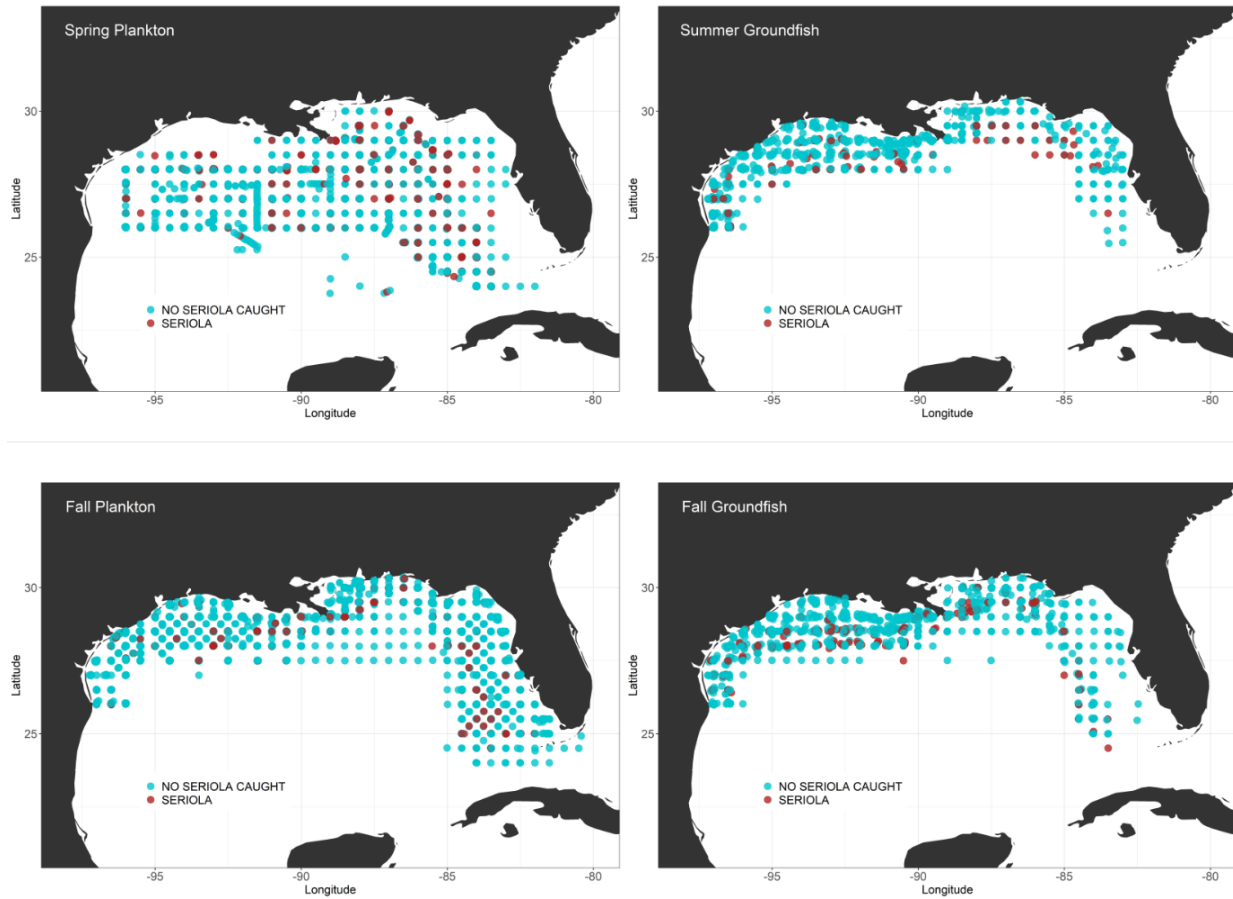 Spring Plankton
30
25
Latitude
NO SERIOLA CAUGHT
SERIOLA
-95
-90
-85
-80
Longitude
Summer Groundfish
30
25
Latitude
NO SERIOLA CAUGHT
SERIOLA
-95
-90
-85
-80
Longitude
Fall Plankton
30
25
Latitude
NO SERIOLA CAUGHT
SERIOLA
-95
-90
-85
-80
Longitude
Fall Groundfish
30
25
Latitude
NO SERIOLA CAUGHT
SERIOLA
-95
-90
-85
-80
Longitude